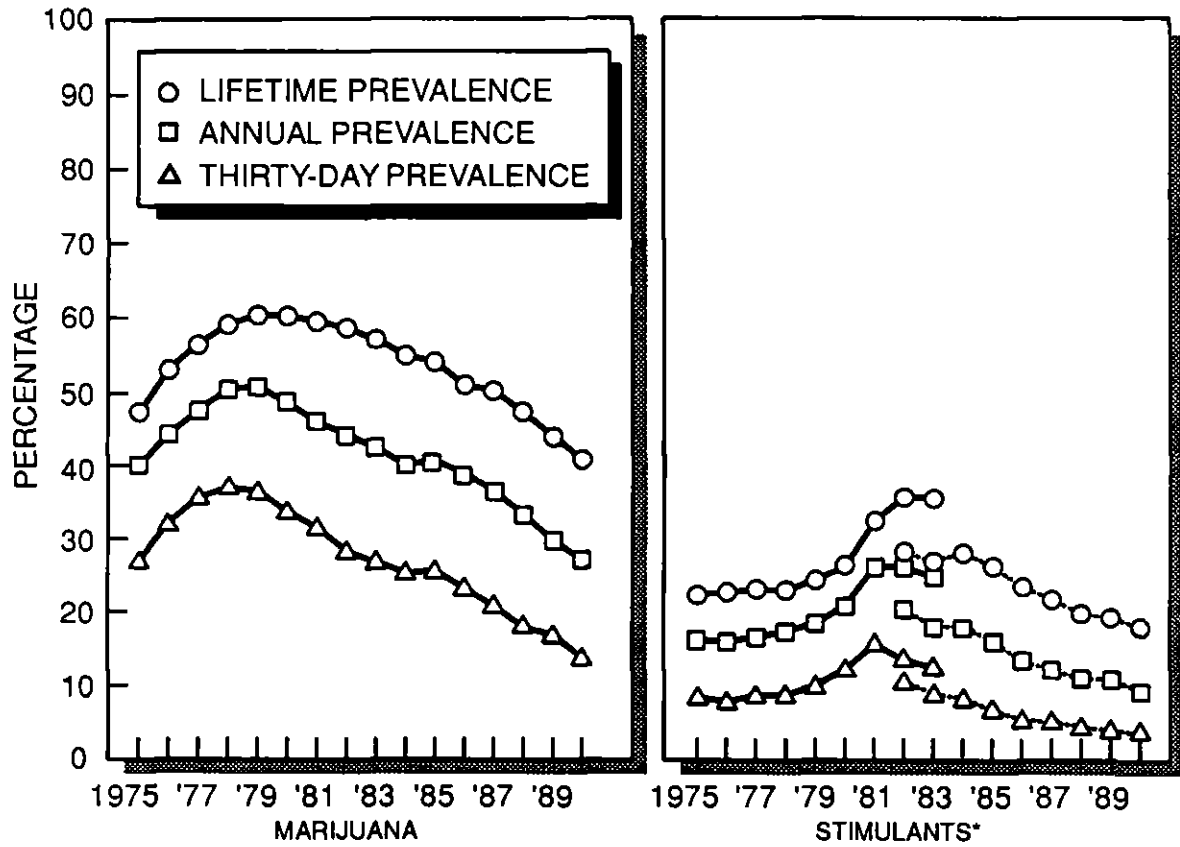 100
90
80
70
60
50
40
30
20
10
0
PERCENTAGE
LIFETIME PREVALENCE
ANNUAL PREVALENCE
THIRTY-DAY PREVALENCE
1975 '77 '79 '81 '83 '85 '87 '89
MARIJUANA
1975 '77 '79 '81 '83 '85 '87 '89
STIMULANTS*